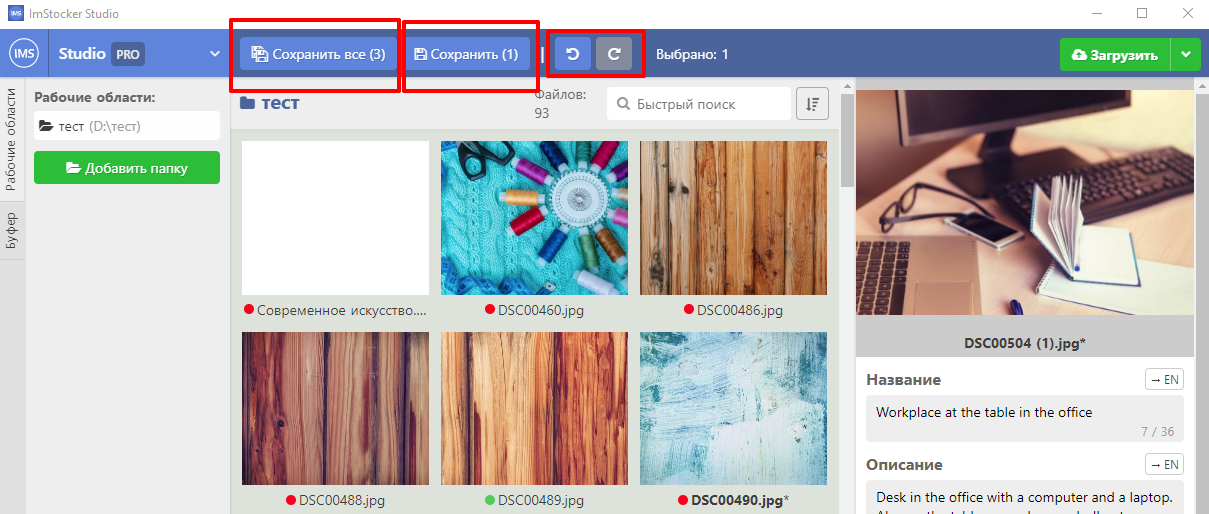 IMS ImStocker Studio
IMS Studio PRO Сохранить все (3) Сохранить (1) Выбрано: 1 Загрузить
Рабочие области
Буфер
Рабочие области:
тест (D:\тест)
Добавить папку
тест
Файлов:
93
Быстрый поиск
Современное искусство....
DSC00460.jpg
DSC00486.jpg
DSC00488.jpg
DSC00489.jpg
DSC00490.jpg*
DSC00504 (1).jpg*
Название
→ EN
Workplace at the table in the office
7 / 36
Описание
→ EN
Desk in the office with a computer and a laptop.